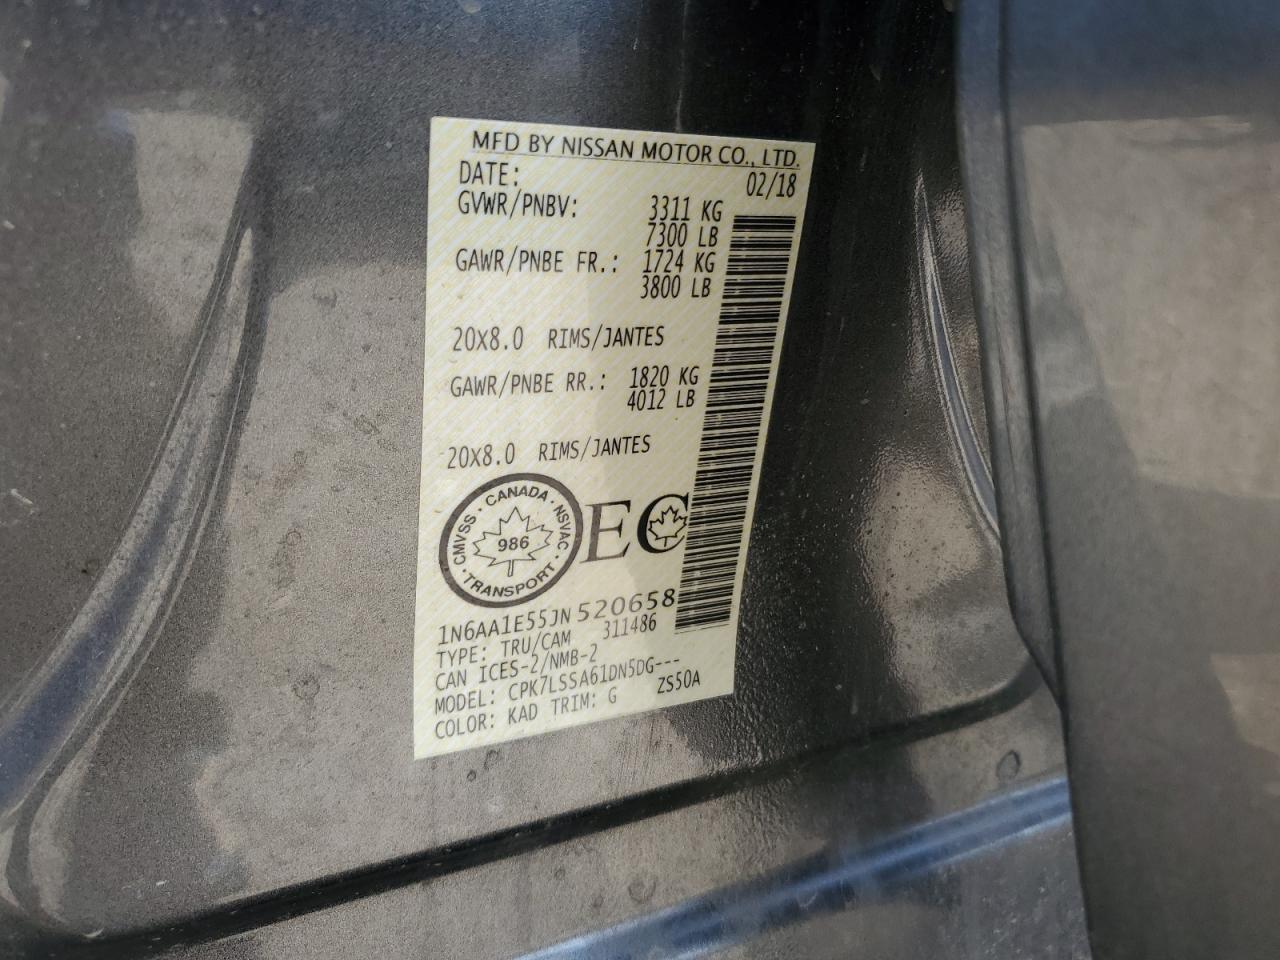 MFD BY NISSAN MOTOR CO., LTD.
DATE: 02/18
GVWR/PNBV: 3311 KG
7300 LB
GAWR/PNBE FR.: 1724 KG
3800 LB
20X8.0 RIMS/JANTES
GAWR/PNBE RR.: 1820 KG
4012 LB
20X8.0 RIMS/JANTES
CMVSS · CANADA · NSVAC · TRANSPORT ·
986
EC
1N6AA1E55JN520658
TYPE: TRU/CAM 311486
CAN ICES-2/NMB-2
MODEL: CPK7LSSA61DN5DG---
COLOR: KAD TRIM: G ZS50A